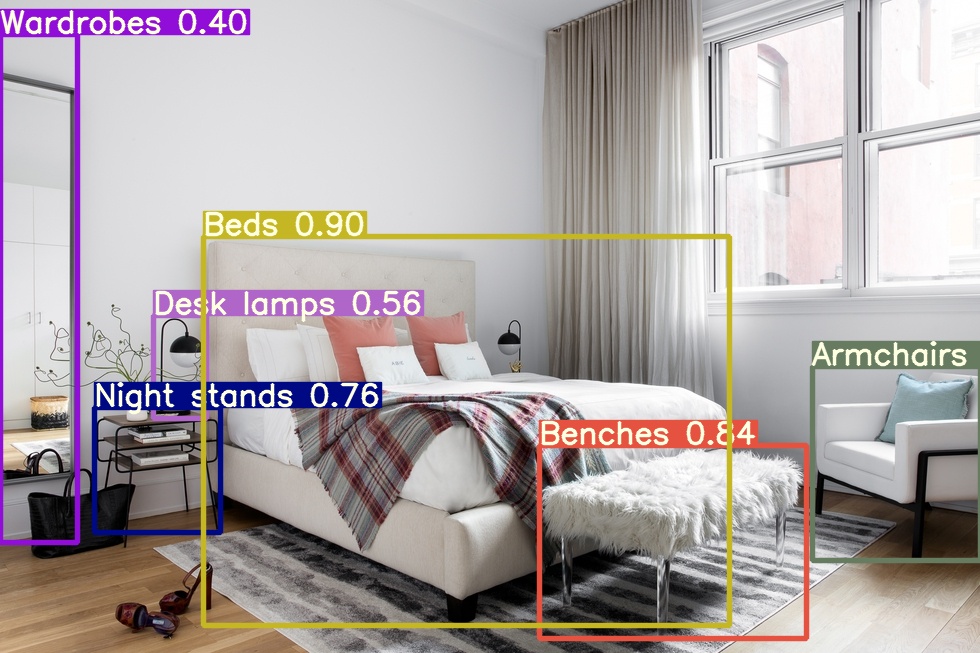 Wardrobes 0.40
Beds 0.90
Desk lamps 0.56
Armchairs
Night stands 0.76
Benches 0.84